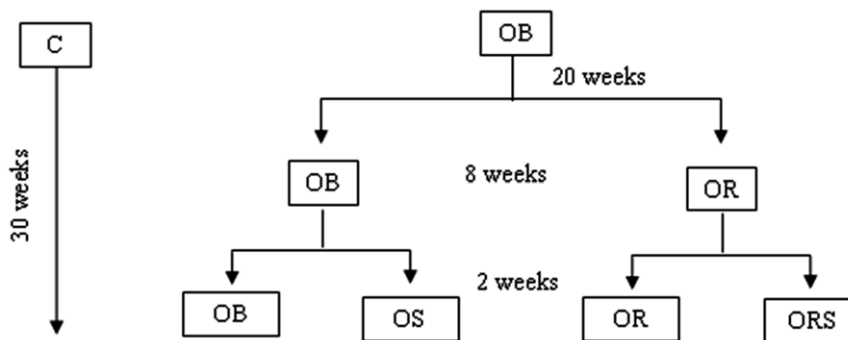 C
OB
20 weeks
30 weeks
OB
8 weeks
OR
2 weeks
OB
OS
OR
ORS